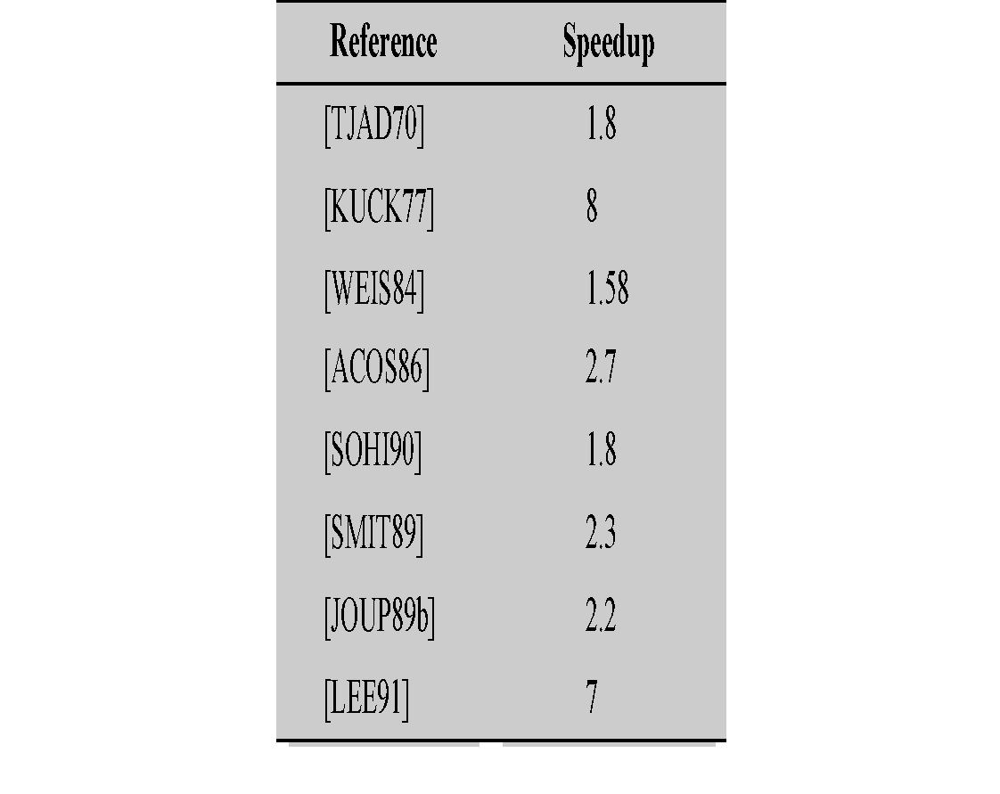 Reference Speedup
[TJAD70] 1.8
[KUCK77] 8
[WEIS84] 1.58
[ACOS86] 2.7
[SOHI90] 1.8
[SMIT89] 2.3
[JOUP89b] 2.2
[LEE91] 7